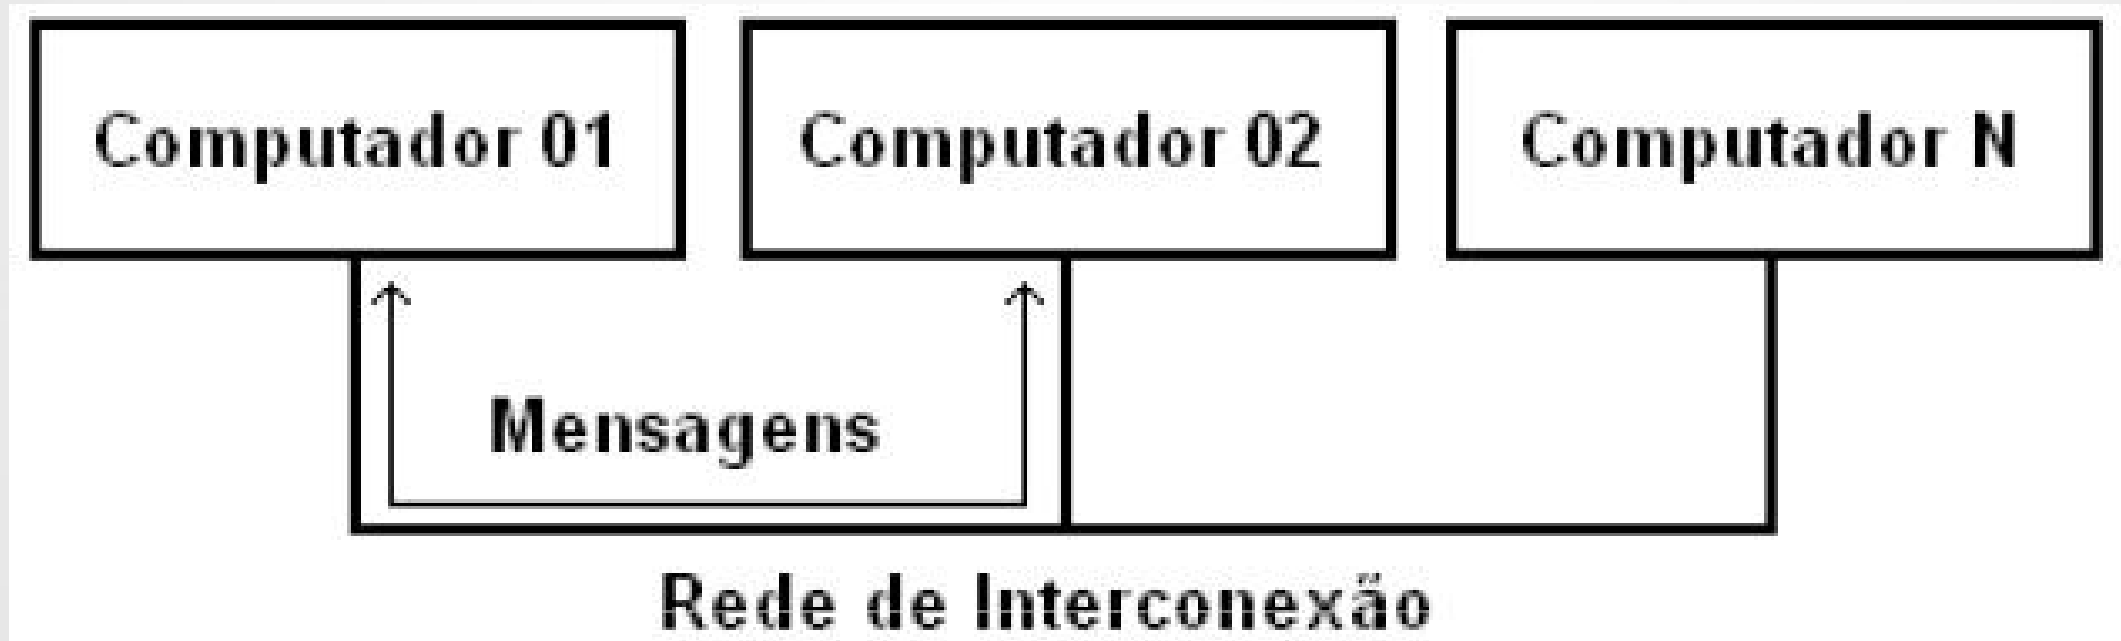 Computador 01
Computador 02
Computador N
Mensagens
Rede de Interconexão